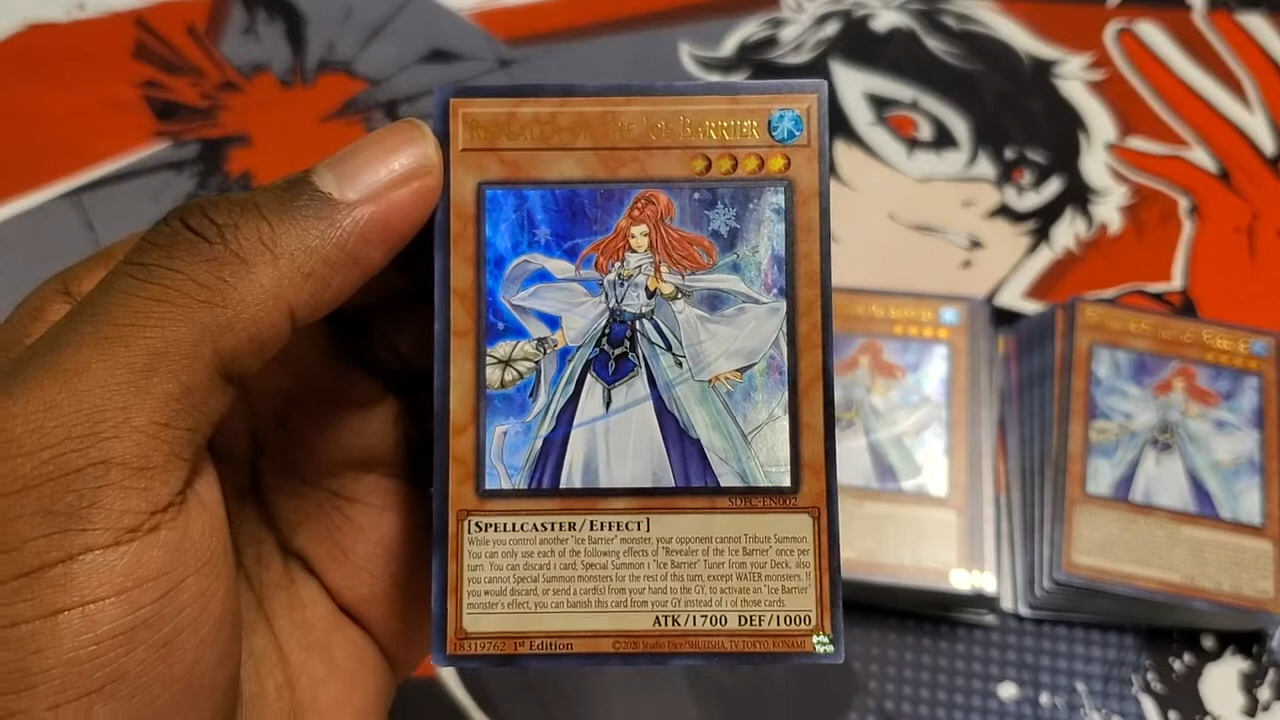 REVEALER OF THE ICE BARRIER
水
SDFC-EN002
[SPELLCASTER/EFFECT]
While you control another "Ice Barrier" monster, your opponent cannot Tribute Summon.
You can only use each of the following effects of "Revealer of the Ice Barrier" once per
turn. You can discard 1 card; Special Summon 1 "Ice Barrier" Tuner from your Deck, also
you cannot Special Summon monsters for the rest of this turn, except WATER monsters. If
you would discard, or send a card(s) from your hand to the GY, to activate an "Ice Barrier"
monster's effect, you can banish this card from your GY instead of 1 of those cards.
ATK/1700 DEF/1000
18319762 1st Edition ©2020 Studio Dice/SHUEISHA, TV TOKYO, KONAMI